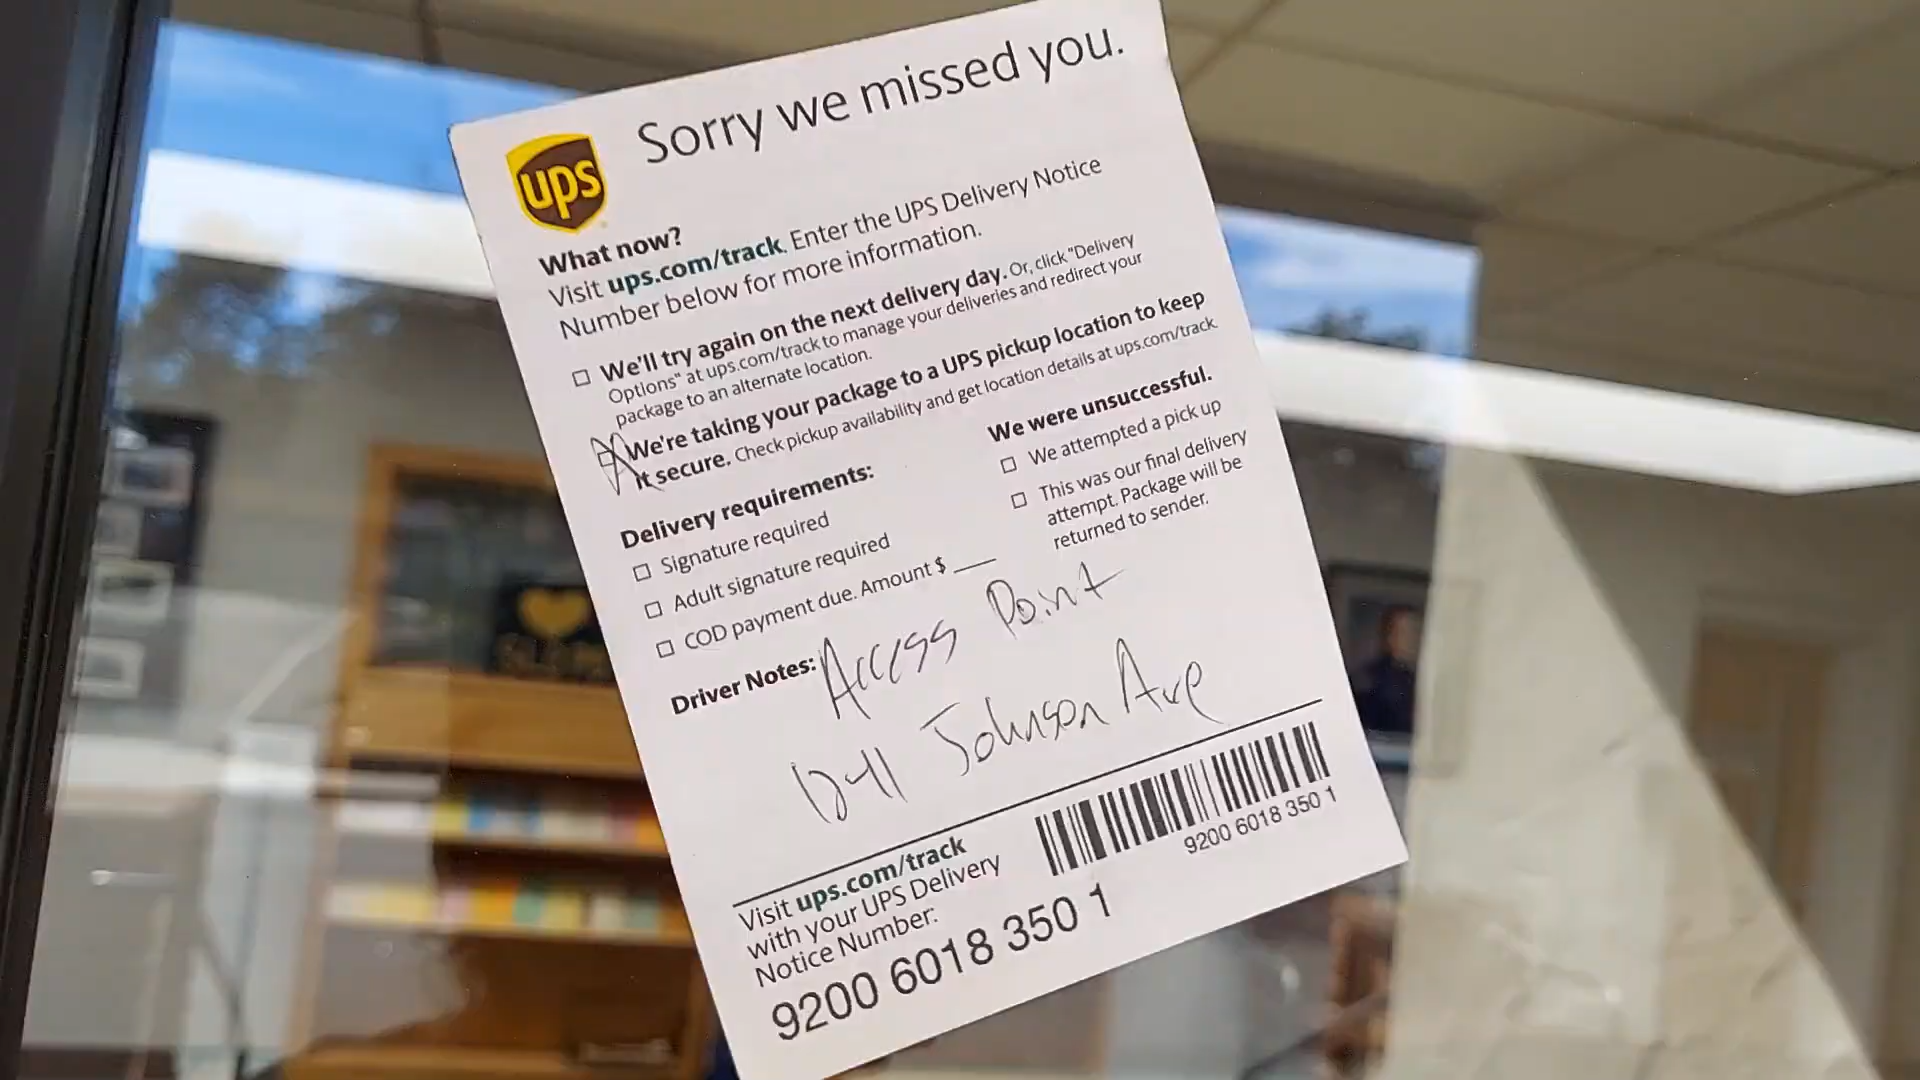 ups
Sorry we missed you.
What now?
Visit ups.com/track. Enter the UPS Delivery Notice
Number below for more information.
☐ We'll try again on the next delivery day. Or, click "Delivery
Options" at ups.com/track to manage your deliveries and redirect your
package to an alternate location.
☒ We're taking your package to a UPS pickup location to keep
it secure. Check pickup availability and get location details at ups.com/track.
Delivery requirements:
☐ Signature required
☐ Adult signature required
☐ COD payment due. Amount $ ___
We were unsuccessful.
☐ We attempted a pick up
☐ This was our final delivery
attempt. Package will be
returned to sender.
Driver Notes: Access Point
Johnson Ave
Visit ups.com/track
with your UPS Delivery
Notice Number:
9200 6018 350 1
9200 6018 350 1